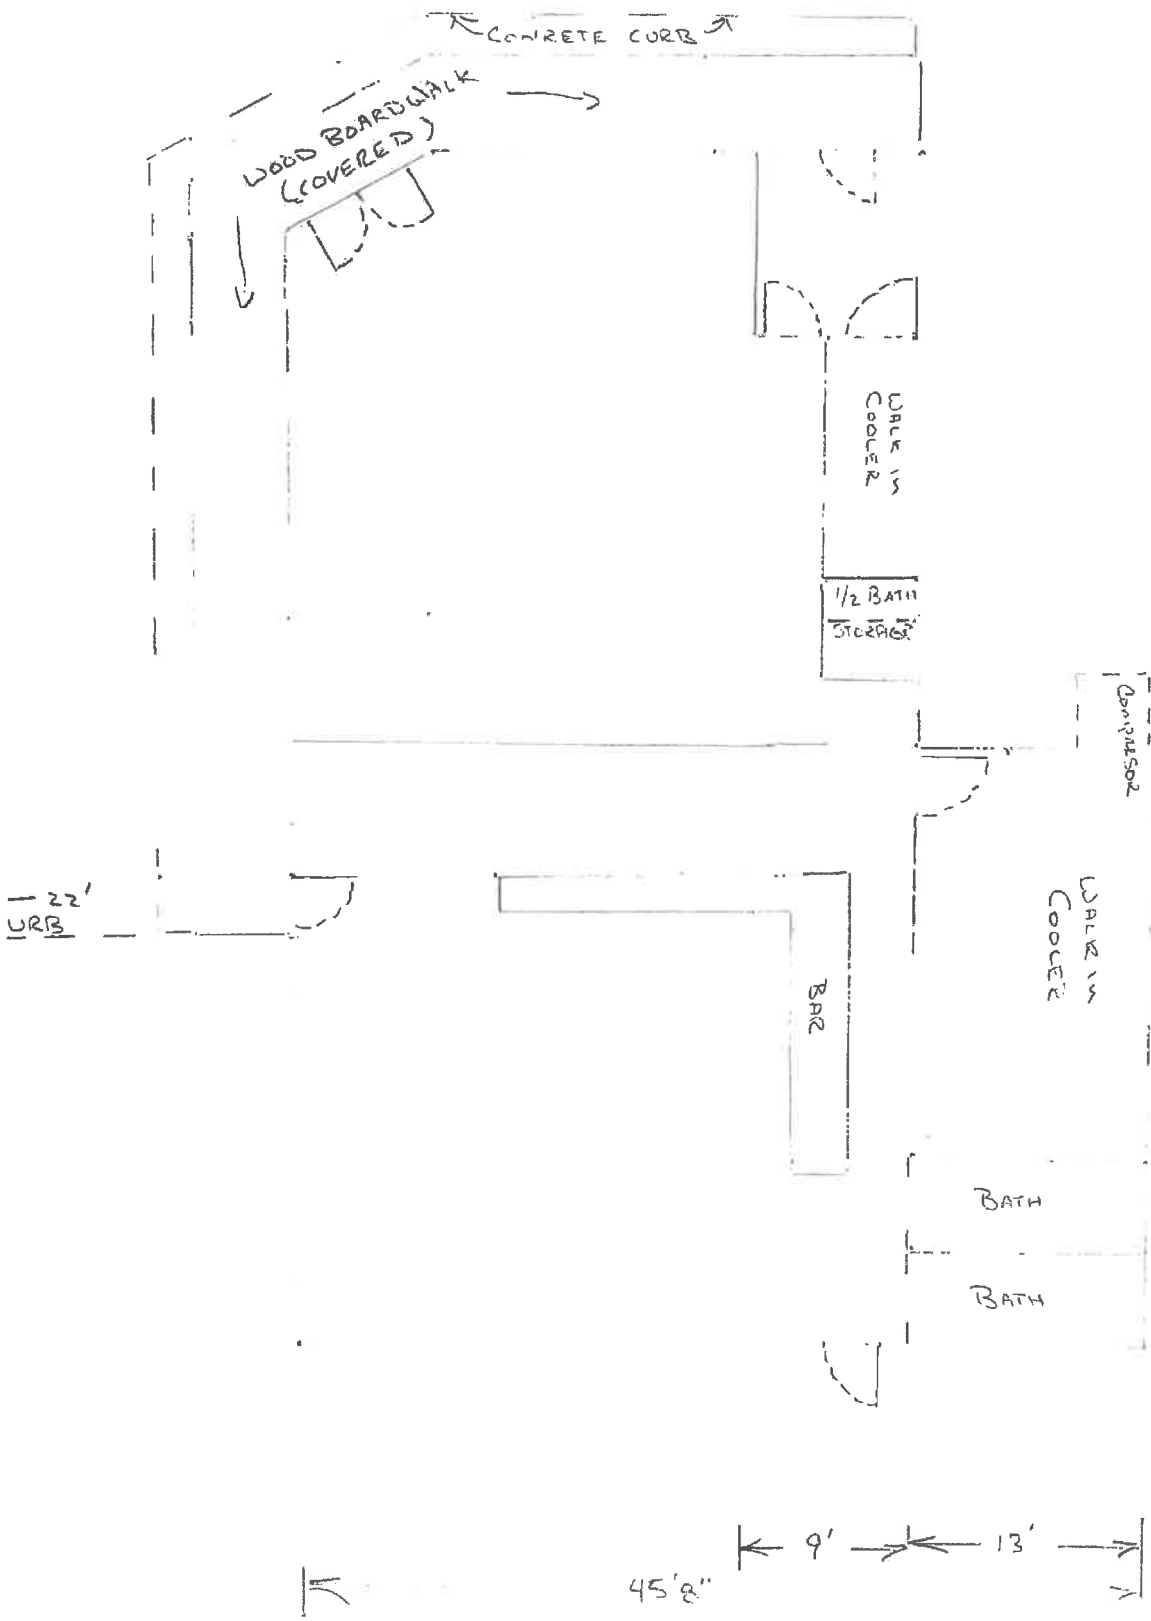 CONRETE CURB
WOOD BOARDWALK
(COVERED)
WALK IN
COOLER
1/2 BATH
STORAGE
COMPRESOR
22'
URB
WALK IN
COOLER
BAR
BATH
BATH
9'
13'
45'8"